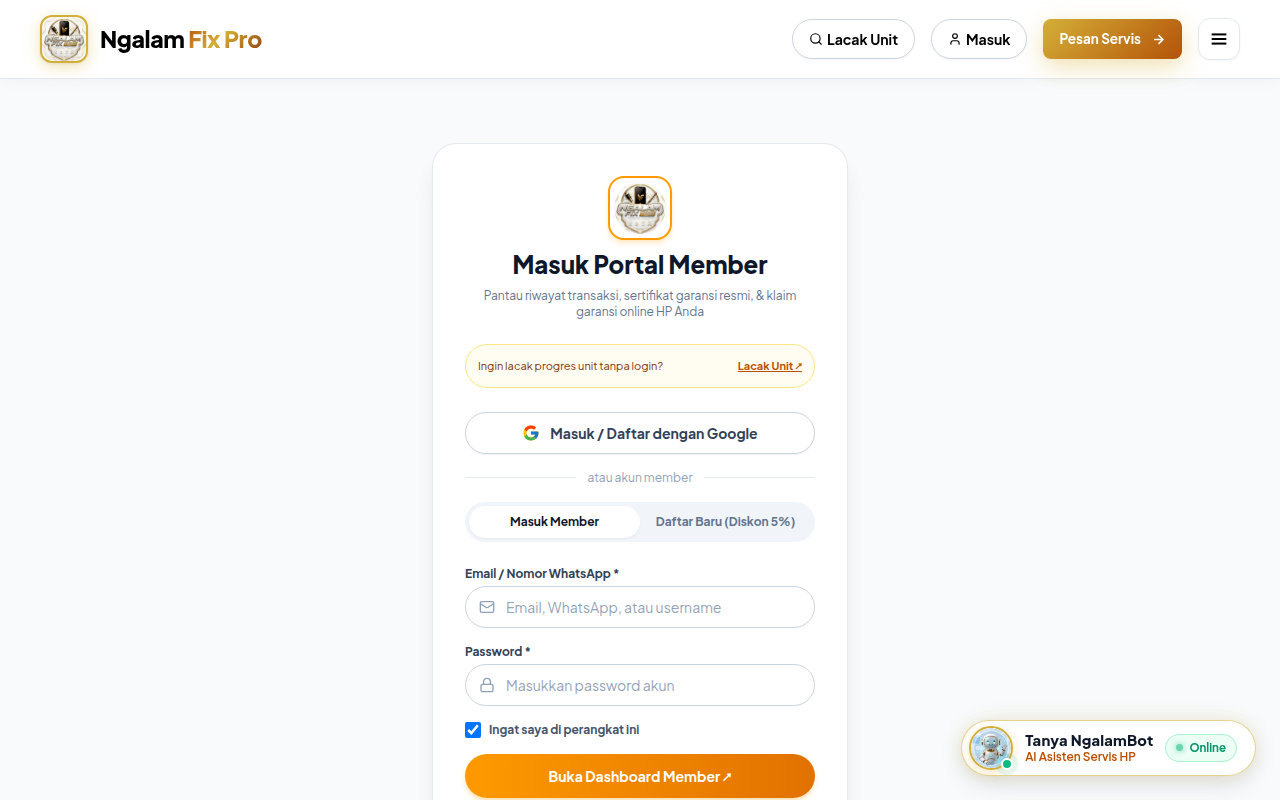 Ngalam Fix Pro
Lacak Unit
Masuk
Pesan Servis →
Masuk Portal Member
Pantau riwayat transaksi, sertifikat garansi resmi, & klaim
garansi online HP Anda
Ingin lacak progres unit tanpa login?
Lacak Unit ↗
Masuk / Daftar dengan Google
atau akun member
Masuk Member
Daftar Baru (Diskon 5%)
Email / Nomor WhatsApp *
Email, WhatsApp, atau username
Password *
Masukkan password akun
Ingat saya di perangkat ini
Buka Dashboard Member ↗
Tanya NgalamBot
AI Asisten Servis HP
Online